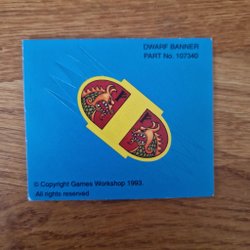 DWARF BANNER
PART No. 107340
© Copyright Games Workshop 1993.
All rights reserved